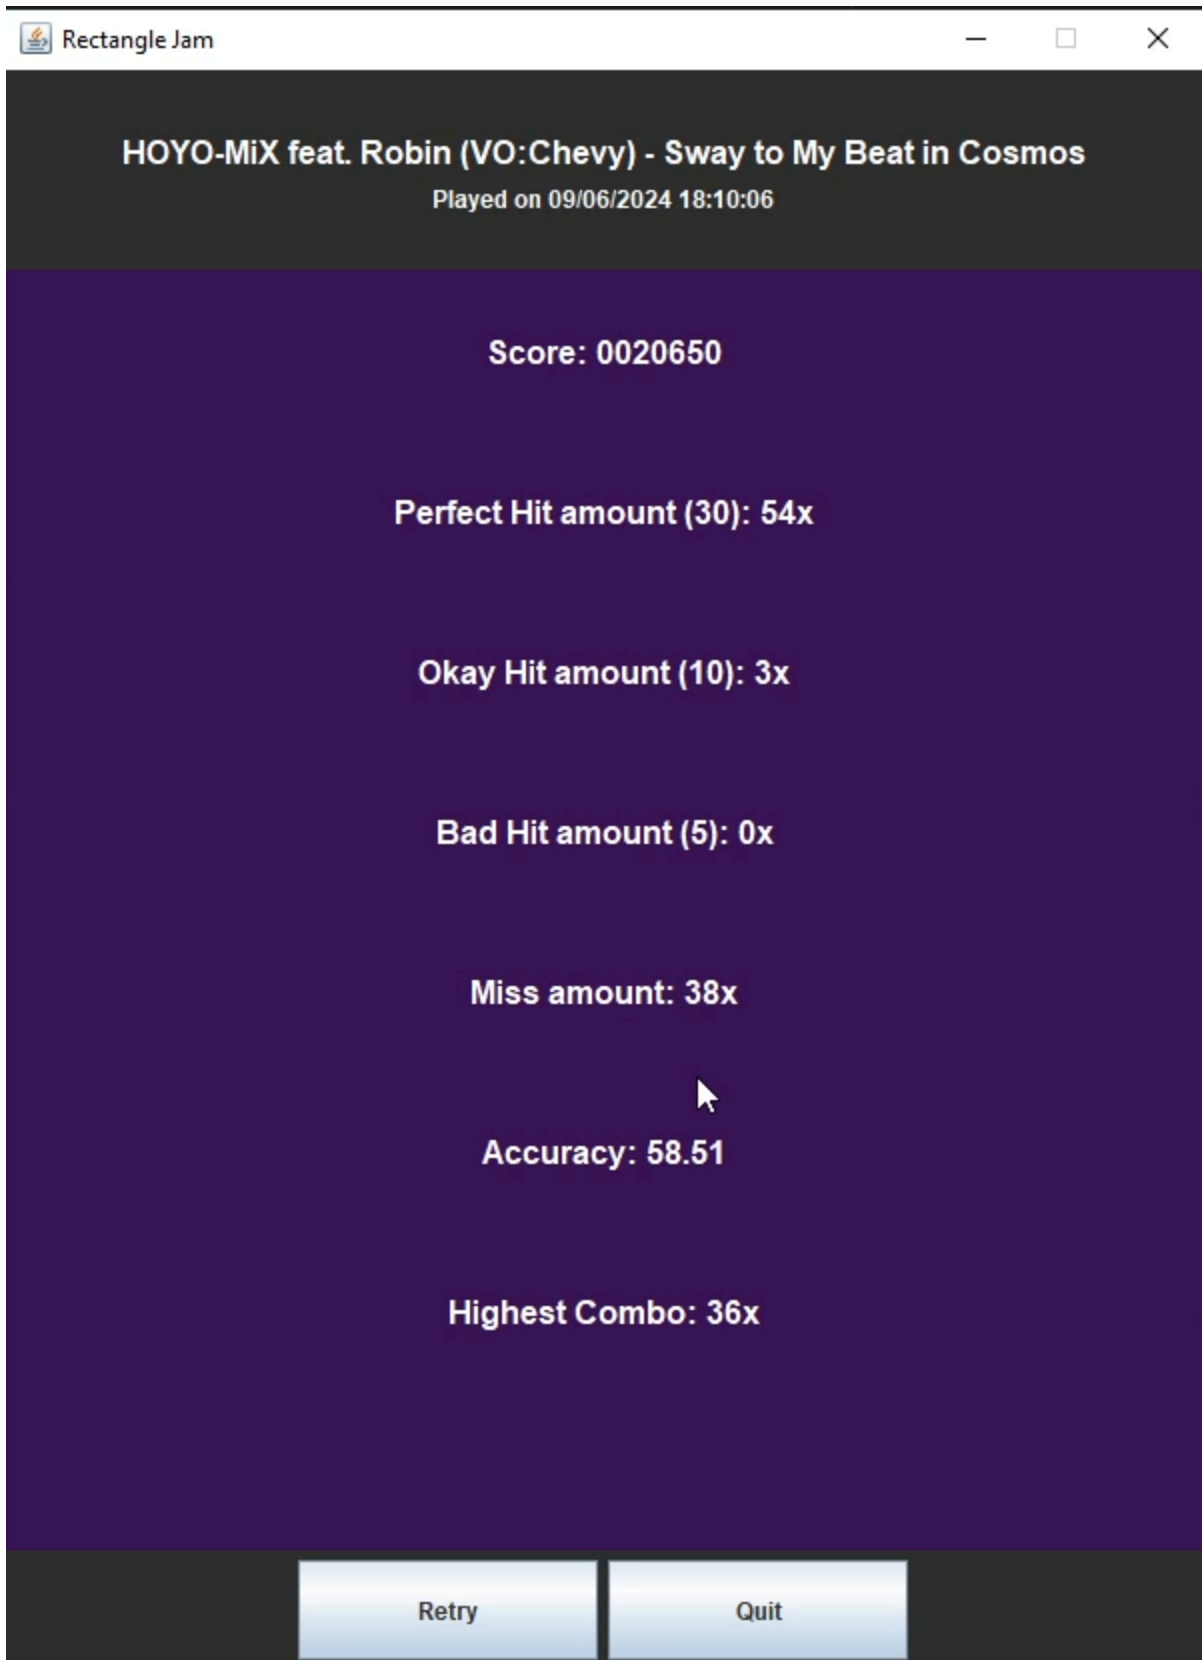 Rectangle Jam
HOYO-MiX feat. Robin (VO:Chevy) - Sway to My Beat in Cosmos
Played on 09/06/2024 18:10:06
Score: 0020650
Perfect Hit amount (30): 54x
Okay Hit amount (10): 3x
Bad Hit amount (5): 0x
Miss amount: 38x
Accuracy: 58.51
Highest Combo: 36x
Retry Quit